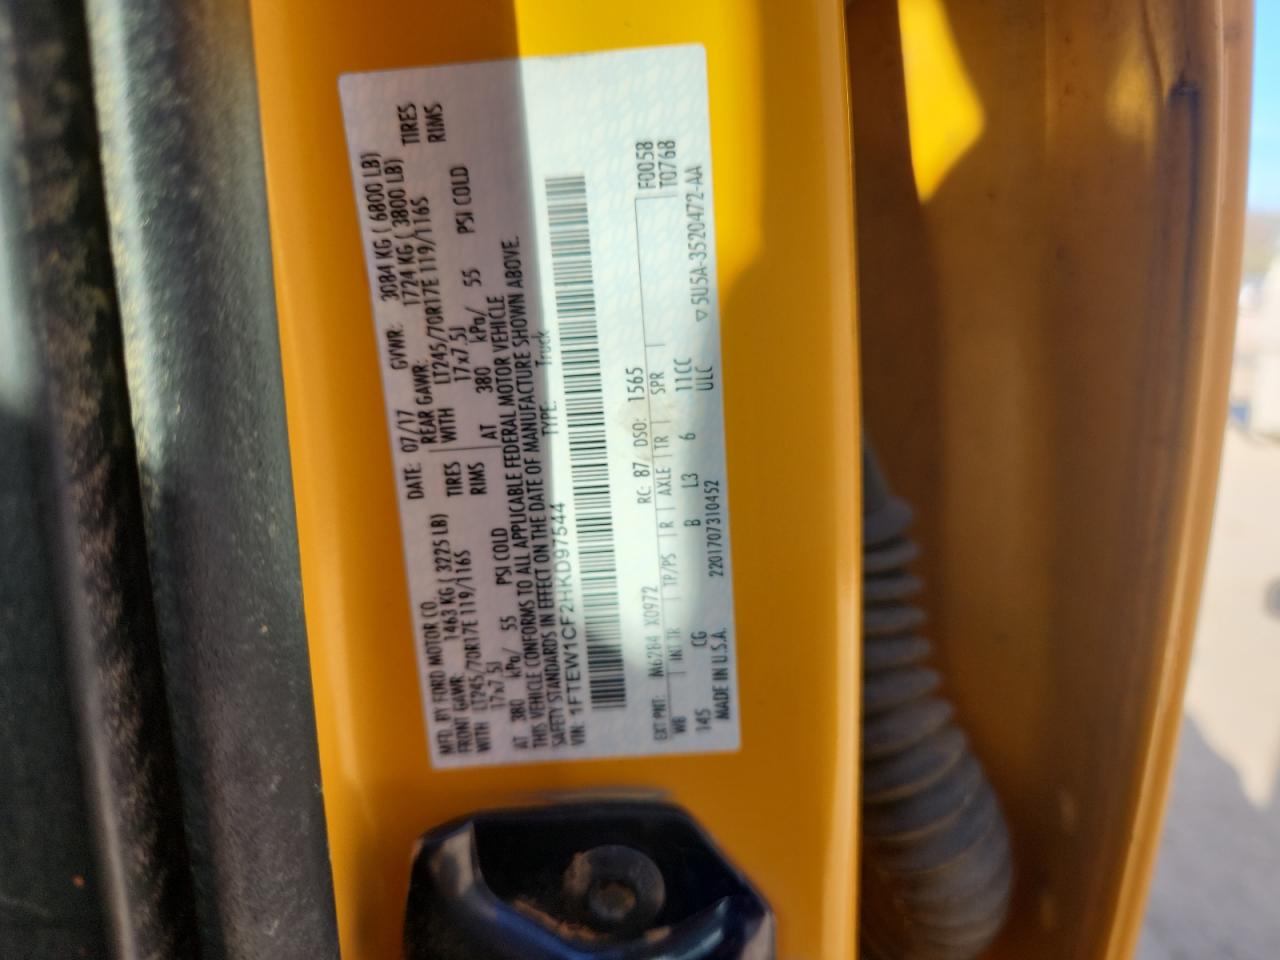 MFD. BY FORD MOTOR CO.
DATE: 07/17 GVWR: 3084 KG ( 6800 LB)
FRONT GAWR: 1463 KG ( 3225 LB) REAR GAWR: 1724 KG ( 3800 LB)
WITH LT245/70R17E 119/116S TIRES WITH LT245/70R17E 119/116S TIRES
17x7.5J RIMS 17x7.5J RIMS
AT 380 kPa/ 55 PSI COLD AT 380 kPa/ 55 PSI COLD
THIS VEHICLE CONFORMS TO ALL APPLICABLE FEDERAL MOTOR VEHICLE
SAFETY STANDARDS IN EFFECT ON THE DATE OF MANUFACTURE SHOWN ABOVE.
VIN: 1FTEW1CF2HKD97544 TYPE: Truck
F0058
T0768
EXT PNT: M6284 X0972 RC: 87 DSO: 1565
WB INT TR TP/PS R AXLE TR SPR
145 CG B L3 6 11CC
MADE IN U.S.A. 2201707310452 ULC
▽5U5A-3520472-AA